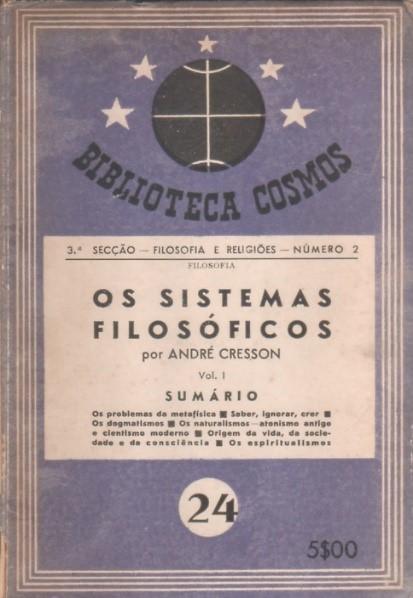 BIBLIOTECA COSMOS
3.ª SECÇÃO — FILOSOFIA E RELIGIÕES — NÚMERO 2
FILOSOFIA
OS SISTEMAS
FILOSÓFICOS
por ANDRÉ CRESSON
Vol. I
SUMÁRIO
Os problemas da metafísica ■ Saber, ignorar, crer ■
Os dogmatismos ■ Os naturalismos — atomismo antigo
e cientismo moderno ■ Origem da vida, da socie-
dade e da consciência ■ Os espiritualismos
24
5$00